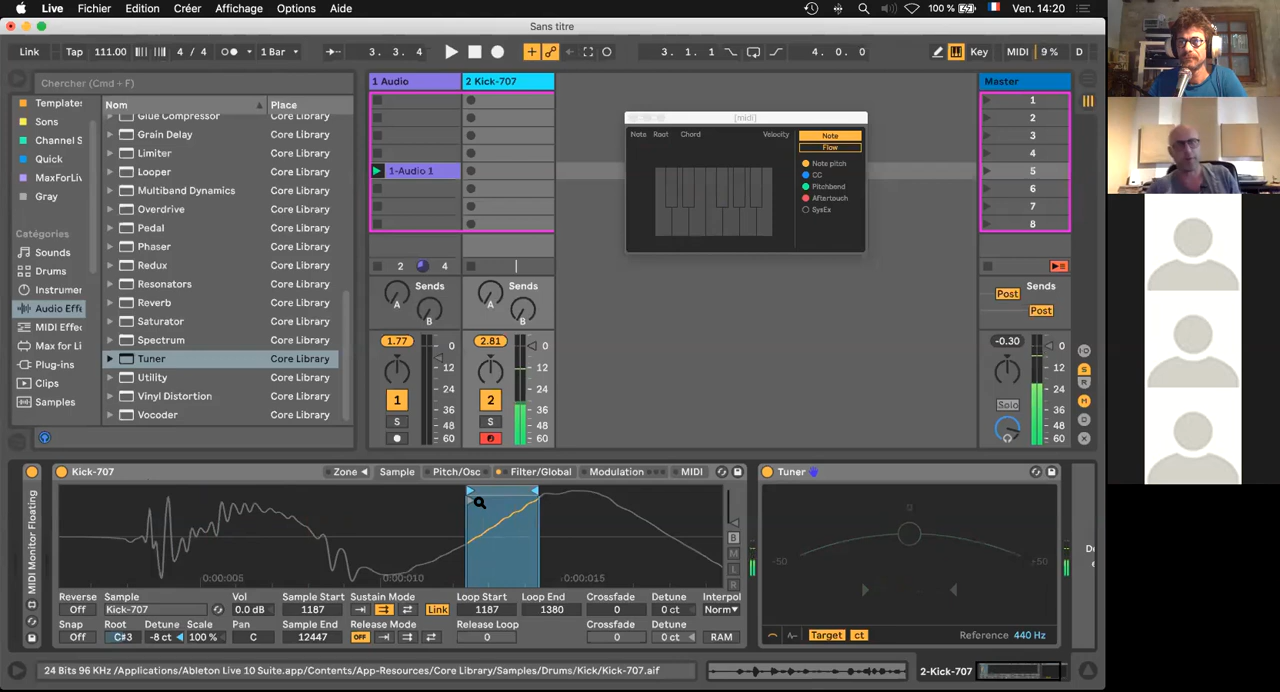 Live Fichier Edition Créer Affichage Options Aide 100 % Ven. 14:20
Sans titre
Link Tap 111.00 4 / 4 1 Bar 3. 3. 4 3. 1. 1 4. 0. 0 Key MIDI 9 % D
Chercher (Cmd + F)
Templates
Sons
Channel S
Quick
MaxForLiv
Gray
Catégories
Sounds
Drums
Instrumen
Audio Effe
MIDI Effec
Max for Li
Plug-ins
Clips
Samples
Nom Place
Glue Compressor Core Library
Grain Delay Core Library
Limiter Core Library
Looper Core Library
Multiband Dynamics Core Library
Overdrive Core Library
Pedal Core Library
Phaser Core Library
Redux Core Library
Resonators Core Library
Reverb Core Library
Saturator Core Library
Spectrum Core Library
Tuner Core Library
Utility Core Library
Vinyl Distortion Core Library
Vocoder Core Library
1 Audio 2 Kick-707 Master
1-Audio 1
1
2
3
4
5
6
7
8
2 4
Sends Sends Sends
A B A B Post Post
1.77 2.81 -0.30
0 12 24 36 48 60
0 12 24 36 48 60
0 12 24 36 48 60
1 2 Solo
S S
[midi]
Note Root Chord Velocity
Note
Flow
Note pitch
CC
Pitchbend
Aftertouch
SysEx
MIDI Monitor Floating
Kick-707 Zone Sample Pitch/Osc Filter/Global Modulation MIDI
0:00:005 0:00:010 0:00:015
B
M
L
R
Reverse Sample Vol Sample Start Sustain Mode Loop Start Loop End Crossfade Detune Interpol
Off Kick-707 0.0 dB 1187 Link 1187 1380 0 0 ct Norm
Snap Root Detune Scale Pan Sample End Release Mode Release Loop Crossfade Detune
Off C#3 -8 ct 100 % C 12447 OFF 0 0 0 ct RAM
Tuner
-50 +50
Target ct Reference 440 Hz
24 Bits 96 KHz /Applications/Ableton Live 10 Suite.app/Contents/App-Resources/Core Library/Samples/Drums/Kick/Kick-707.aif
2-Kick-707